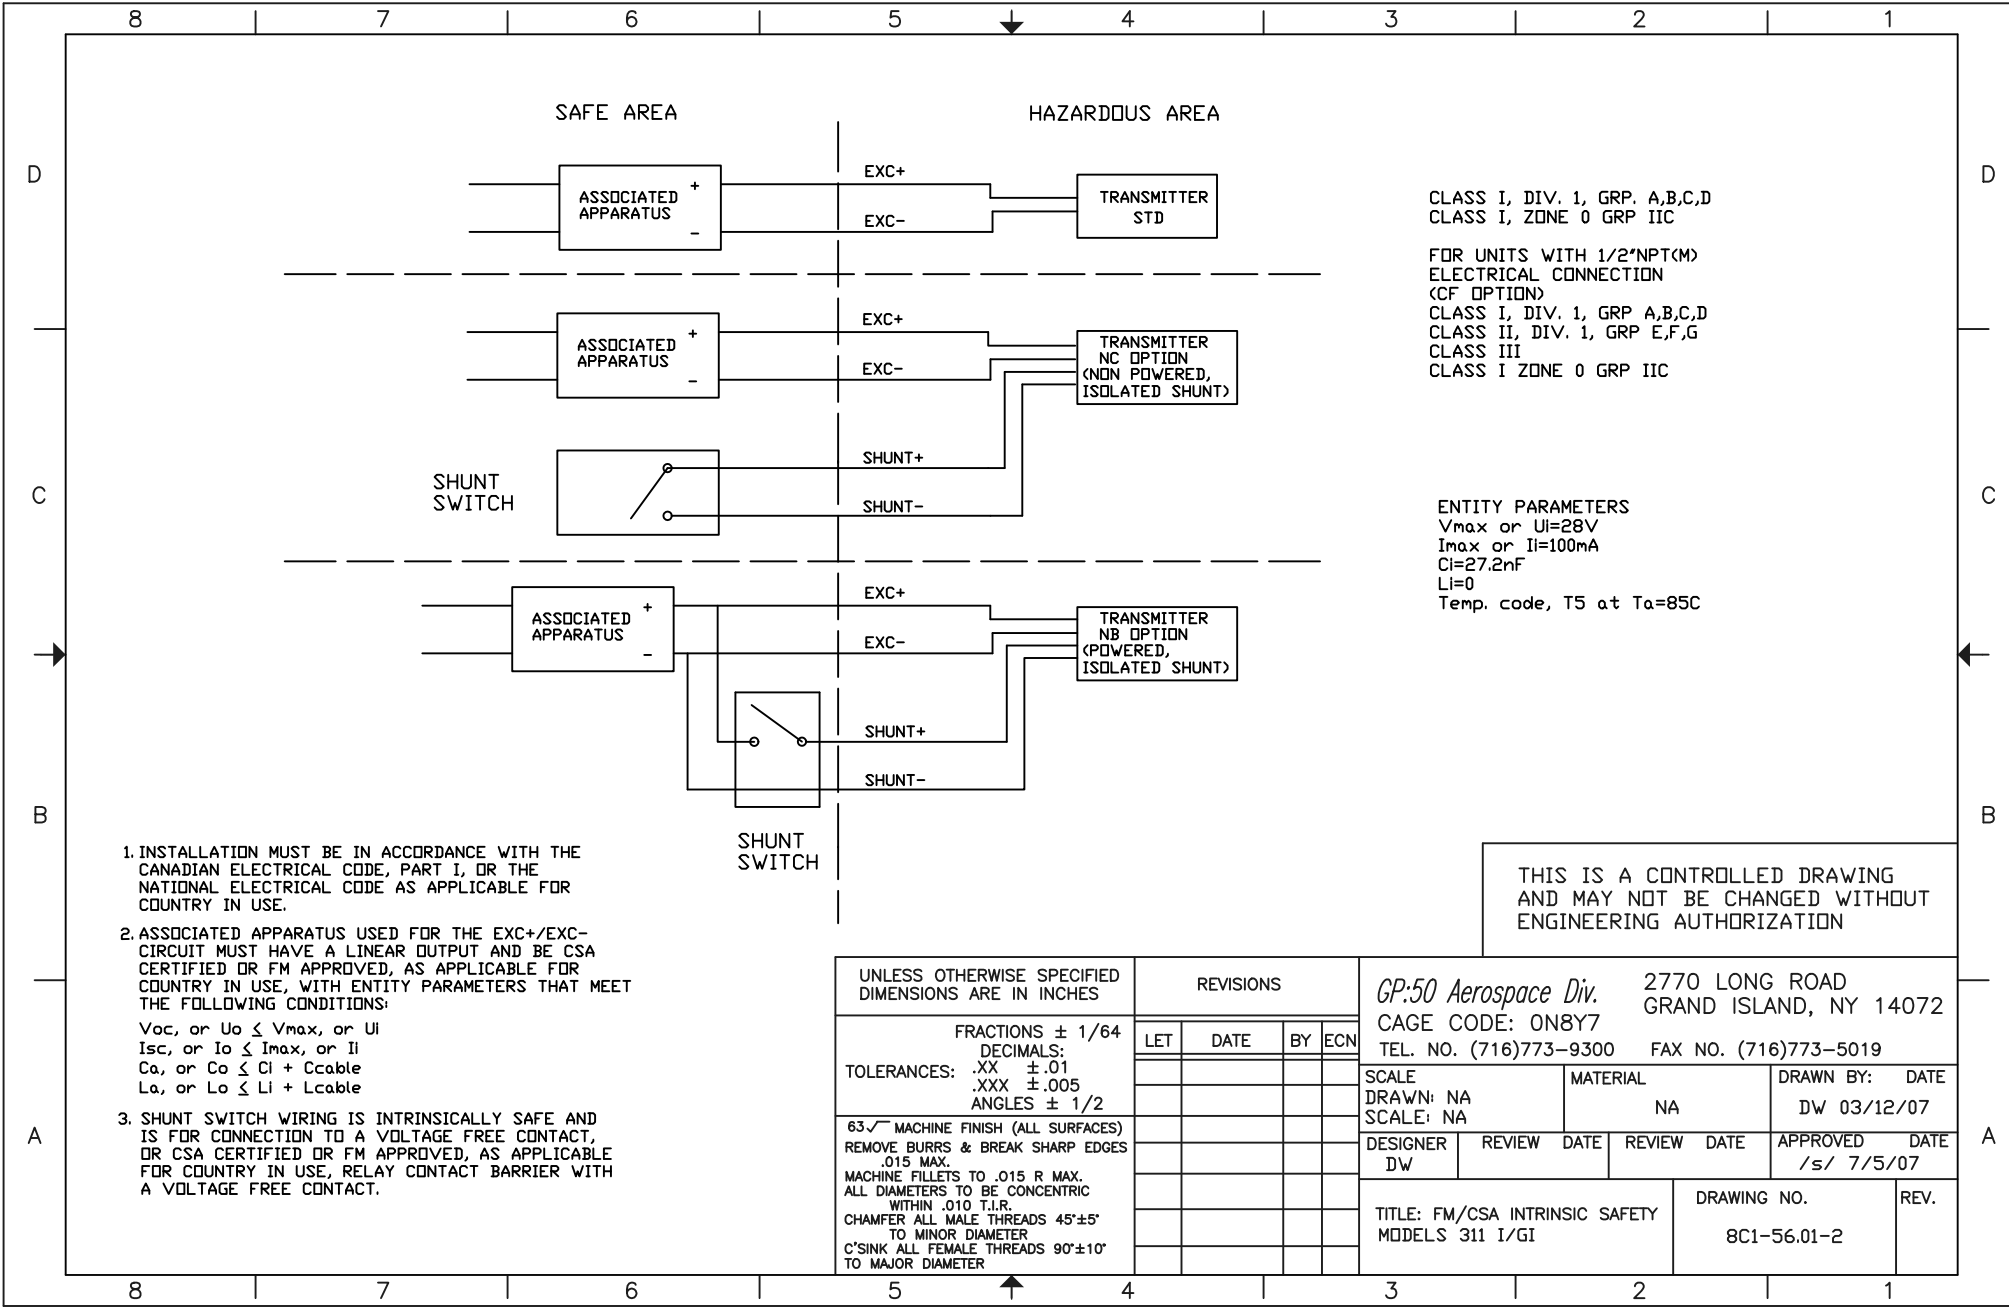 8 7 6 5 4 3 2 1
D
D
C
C
B
B
A
A
SAFE AREA
HAZARDOUS AREA
ASSOCIATED
APPARATUS
+
-
EXC+
EXC-
TRANSMITTER
STD
ASSOCIATED
APPARATUS
+
-
EXC+
EXC-
TRANSMITTER
NC OPTION
(NON POWERED,
ISOLATED SHUNT)
SHUNT
SWITCH
SHUNT+
SHUNT-
ASSOCIATED
APPARATUS
+
-
EXC+
EXC-
TRANSMITTER
NB OPTION
(POWERED,
ISOLATED SHUNT)
SHUNT+
SHUNT-
SHUNT
SWITCH
CLASS I, DIV. 1, GRP. A,B,C,D
CLASS I, ZONE 0 GRP IIC
FOR UNITS WITH 1/2"NPT(M)
ELECTRICAL CONNECTION
(CF OPTION)
CLASS I, DIV. 1, GRP A,B,C,D
CLASS II, DIV. 1, GRP E,F,G
CLASS III
CLASS I ZONE 0 GRP IIC
ENTITY PARAMETERS
Vmax or Ui=28V
Imax or Ii=100mA
Ci=27.2nF
Li=0
Temp. code, T5 at Ta=85C
1. INSTALLATION MUST BE IN ACCORDANCE WITH THE
CANADIAN ELECTRICAL CODE, PART I, OR THE
NATIONAL ELECTRICAL CODE AS APPLICABLE FOR
COUNTRY IN USE.
2. ASSOCIATED APPARATUS USED FOR THE EXC+/EXC-
CIRCUIT MUST HAVE A LINEAR OUTPUT AND BE CSA
CERTIFIED OR FM APPROVED, AS APPLICABLE FOR
COUNTRY IN USE, WITH ENTITY PARAMETERS THAT MEET
THE FOLLOWING CONDITIONS:
Voc, or Uo ≤ Vmax, or Ui
Isc, or Io ≤ Imax, or Ii
Ca, or Co ≤ Ci + Ccable
La, or Lo ≤ Li + Lcable
3. SHUNT SWITCH WIRING IS INTRINSICALLY SAFE AND
IS FOR CONNECTION TO A VOLTAGE FREE CONTACT,
OR CSA CERTIFIED OR FM APPROVED, AS APPLICABLE
FOR COUNTRY IN USE, RELAY CONTACT BARRIER WITH
A VOLTAGE FREE CONTACT.
THIS IS A CONTROLLED DRAWING
AND MAY NOT BE CHANGED WITHOUT
ENGINEERING AUTHORIZATION
UNLESS OTHERWISE SPECIFIED
DIMENSIONS ARE IN INCHES
FRACTIONS ± 1/64
DECIMALS:
TOLERANCES: .XX ±.01
.XXX ±.005
ANGLES ± 1/2
63√ MACHINE FINISH (ALL SURFACES)
REMOVE BURRS & BREAK SHARP EDGES
.015 MAX.
MACHINE FILLETS TO .015 R MAX.
ALL DIAMETERS TO BE CONCENTRIC
WITHIN .010 T.I.R.
CHAMFER ALL MALE THREADS 45°±5°
TO MINOR DIAMETER
C'SINK ALL FEMALE THREADS 90°±10°
TO MAJOR DIAMETER
REVISIONS
LET DATE BY ECN
GP:50 Aerospace Div.
2770 LONG ROAD
GRAND ISLAND, NY 14072
CAGE CODE: 0N8Y7
TEL. NO. (716)773-9300 FAX NO. (716)773-5019
SCALE
DRAWN: NA
SCALE: NA
MATERIAL
NA
DRAWN BY: DATE
DW 03/12/07
DESIGNER
DW
REVIEW DATE
REVIEW DATE
APPROVED DATE
/s/ 7/5/07
TITLE: FM/CSA INTRINSIC SAFETY
MODELS 311 I/GI
DRAWING NO.
8C1-56.01-2
REV.
8 7 6 5 4 3 2 1